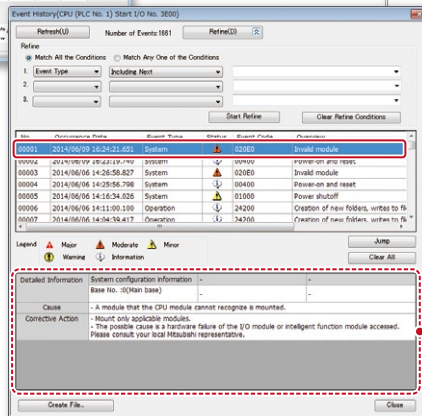 Event History(CPU (PLC No. 1) Start I/O No. 3E00)
Refresh(U) Number of Events:1661 Refine(D)
Refine
Match All the Conditions Match Any One of the Conditions
1. Event Type Including Next
2.
3.
Start Refine Clear Refine Conditions
No. Occurrence Date Event Type Status Event Code Overview
00001 2014/06/09 16:24:21.651 System 020E0 Invalid module
00002 2014/06/09 16:23:19.740 System 00400 Power-on and reset
00003 2014/06/06 14:26:58.827 System 020E0 Invalid module
00004 2014/06/06 14:25:56.798 System 00400 Power-on and reset
00005 2014/06/06 14:16:34.026 System 01000 Power shutoff
00006 2014/06/06 14:11:00.100 Operation 24200 Creation of new folders, writes to fil
00007 2014/06/06 14:04:39.417 Operation 24200 Creation of new folders, writes to fil
Legend Major Moderate Minor Jump
Warning Information Clear All
Detailed Information System configuration information - -
Base No. :0(Main base) - -
Cause - A module that the CPU module cannot recognize is mounted.
Corrective Action - Mount only applicable modules.
- The possible cause is a hardware failure of the I/O module or intelligent function module accessed.
Please consult your local Mitsubishi representative.
Create File... Close